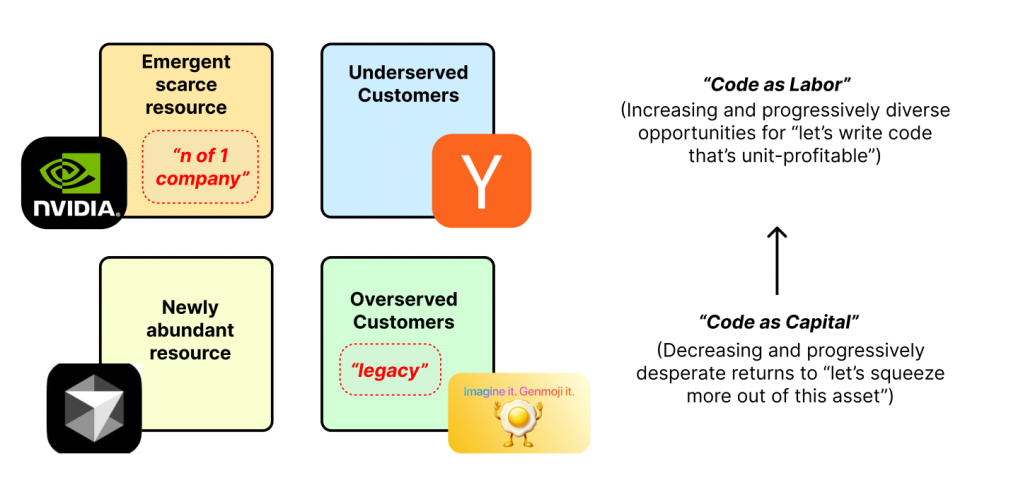 Emergent
scarce
resource
“n of 1
company”
NVIDIA.
Underserved
Customers
Y
“Code as Labor”
(Increasing and progressively diverse
opportunities for “let’s write code
that’s unit-profitable”)
Newly
abundant
resource
Overserved
Customers
“legacy”
Imagine it. Genmoji it.
“Code as Capital”
(Decreasing and progressively
desperate returns to “let’s squeeze
more out of this asset”)